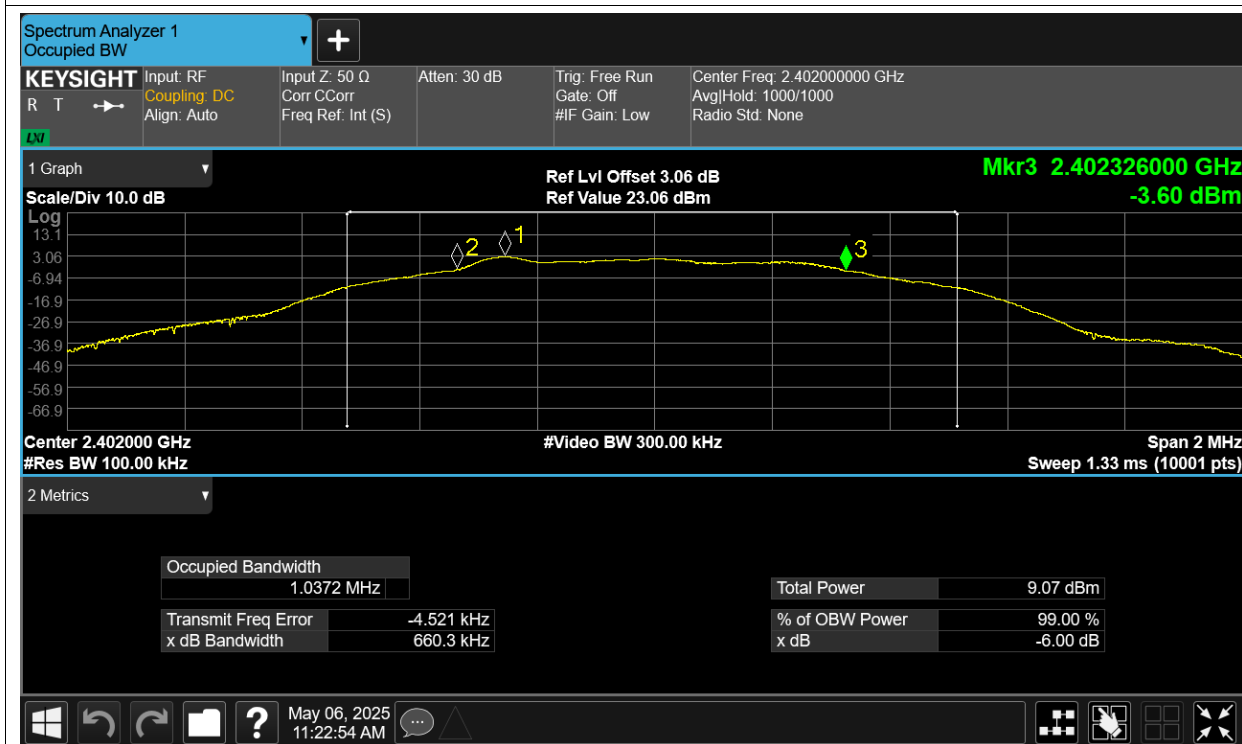 Spectrum Analyzer 1
Occupied BW
KEYSIGHT
R T
LXI
Input: RF
Coupling: DC
Align: Auto
Input Z: 50 Ω
Corr CCorr
Freq Ref: Int (S)
Atten: 30 dB
Trig: Free Run
Gate: Off
#IF Gain: Low
Center Freq: 2.402000000 GHz
Avg|Hold: 1000/1000
Radio Std: None
1 Graph
Scale/Div 10.0 dB
Ref Lvl Offset 3.06 dB
Ref Value 23.06 dBm
Mkr3 2.402326000 GHz
-3.60 dBm
Log
13.1
3.06
-6.94
-16.9
-26.9
-36.9
-46.9
-56.9
-66.9
2
1
3
Center 2.402000 GHz
#Res BW 100.00 kHz
#Video BW 300.00 kHz
Span 2 MHz
Sweep 1.33 ms (10001 pts)
2 Metrics
Occupied Bandwidth
1.0372 MHz
Transmit Freq Error -4.521 kHz
x dB Bandwidth 660.3 kHz
Total Power 9.07 dBm
% of OBW Power 99.00 %
x dB -6.00 dB
?
May 06, 2025
11:22:54 AM